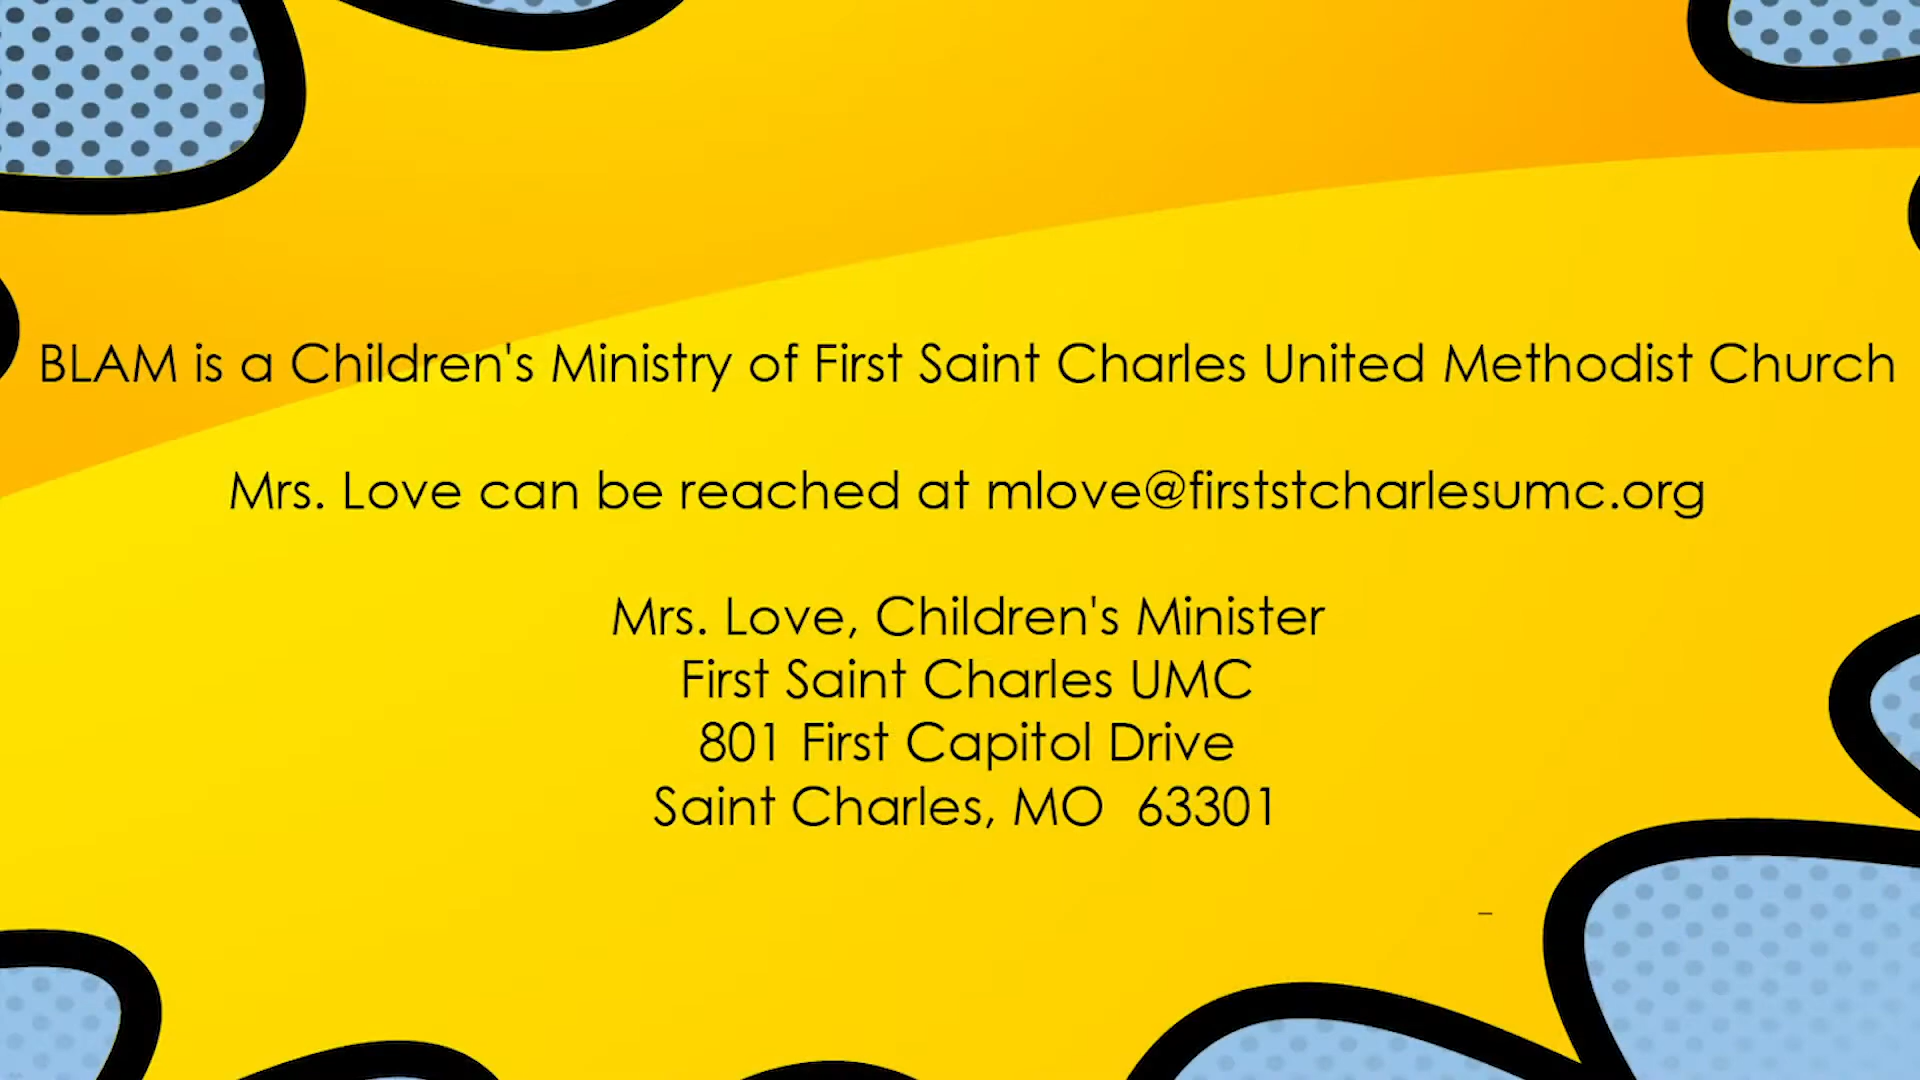 BLAM is a Children's Ministry of First Saint Charles United Methodist Church
Mrs. Love can be reached at mlove@firststcharlesumc.org
Mrs. Love, Children's Minister
First Saint Charles UMC
801 First Capitol Drive
Saint Charles, MO  63301